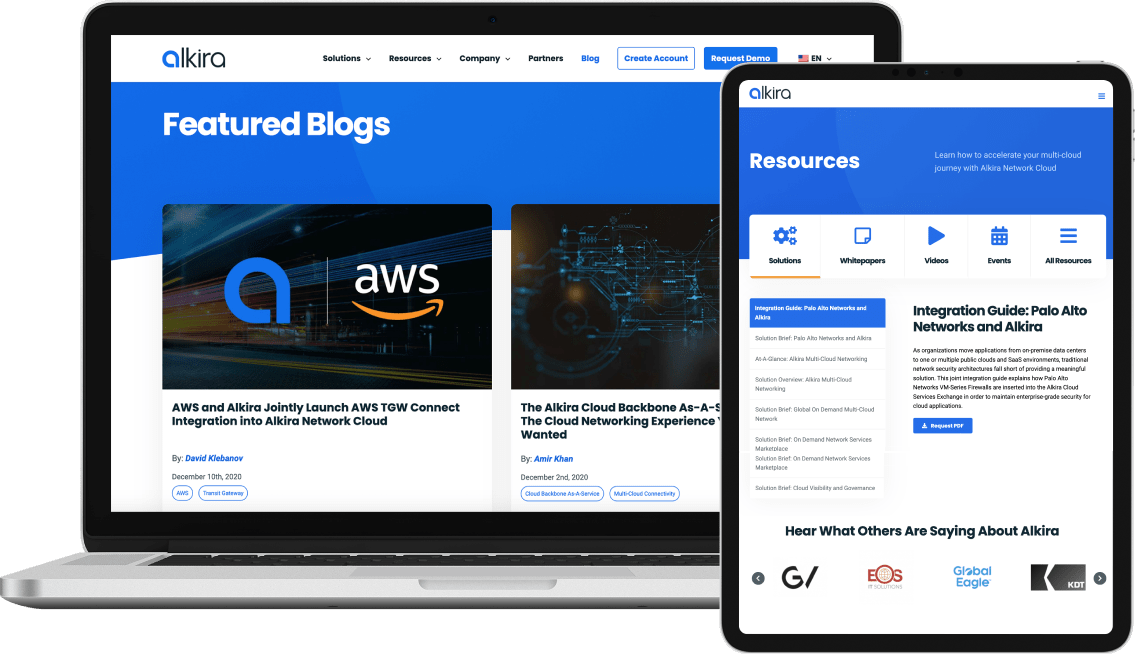 alkira
Solutions
Resources
Company
Partners
Blog
Create Account
Request Demo
EN
Featured Blogs
aws
AWS and Alkira Jointly Launch AWS TGW Connect
Integration into Alkira Network Cloud
By: David Klebanov
December 10th, 2020
AWS
Transit Gateway
The Alkira Cloud Backbone As-A-S
The Cloud Networking Experience
Wanted
By: Amir Khan
December 2nd, 2020
Cloud Backbone As-A-Service
Multi-Cloud Connectivity
alkira
Resources
Learn how to accelerate your multi-cloud
journey with Alkira Network Cloud
Solutions
Whitepapers
Videos
Events
All Resources
Integration Guide: Palo Alto Networks and
Alkira
Solution Brief: Palo Alto Networks and Alkira
At-A-Glance: Alkira Multi-Cloud Networking
Solution Overview: Alkira Multi-Cloud
Networking
Solution Brief: Global On Demand Multi-Cloud
Network
Solution Brief: On Demand Network Services
Marketplace
Solution Brief: On Demand Network Services
Marketplace
Solution Brief: Cloud Visibility and Governance
Integration Guide: Palo Alto
Networks and Alkira
As organizations move applications from on-premise data centers
to one or multiple public clouds and SaaS environments, traditional
network security architectures fall short of providing a meaningful
solution. This joint integration guide explains how Palo Alto
Networks VM-Series Firewalls are inserted into the Alkira Cloud
Services Exchange in order to maintain enterprise-grade security for
cloud applications.
Request PDF
Hear What Others Are Saying About Alkira
GV
EOS
IT SOLUTIONS
Global
Eagle
KDT